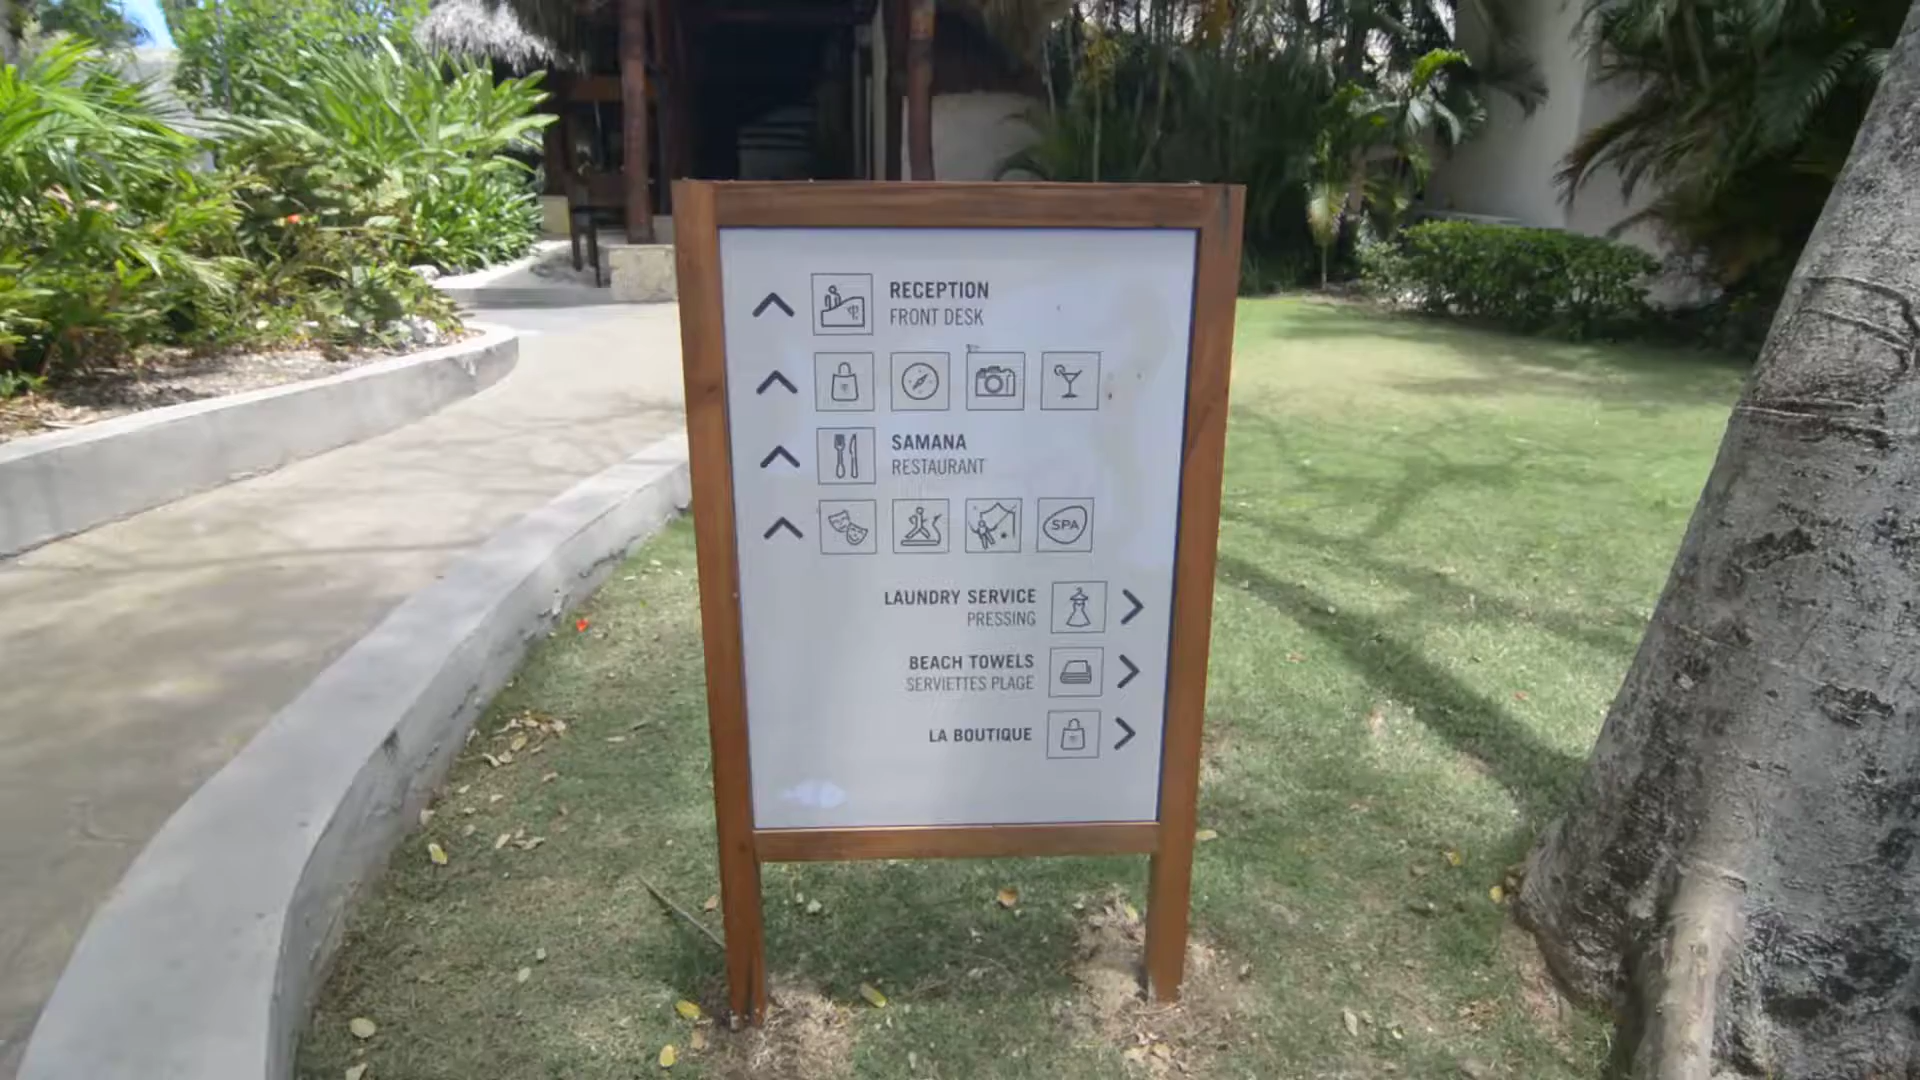 RECEPTION
FRONT DESK
SAMANA
RESTAURANT
SPA
LAUNDRY SERVICE
PRESSING
BEACH TOWELS
SERVIETTES PLAGE
LA BOUTIQUE